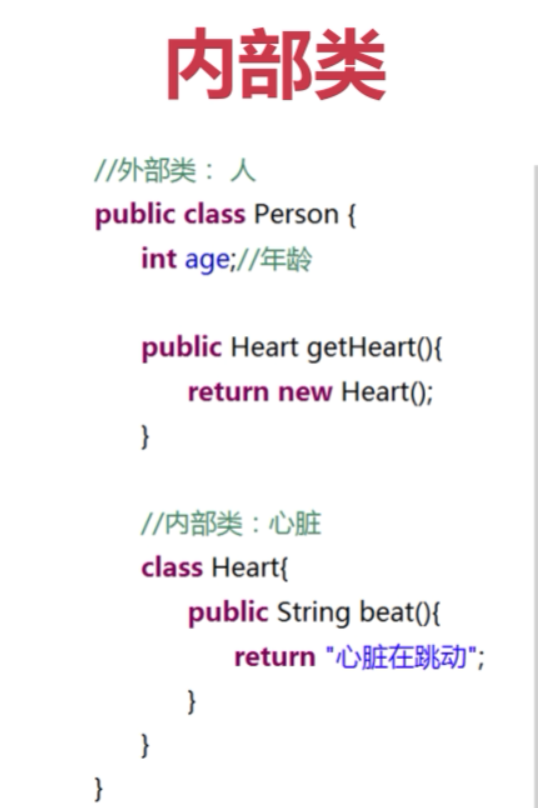 内部类
//外部类： 人
public class Person {
int age;//年龄
public Heart getHeart(){
return new Heart();
}
//内部类：心脏
class Heart{
public String beat(){
return "心脏在跳动";
}
}
}